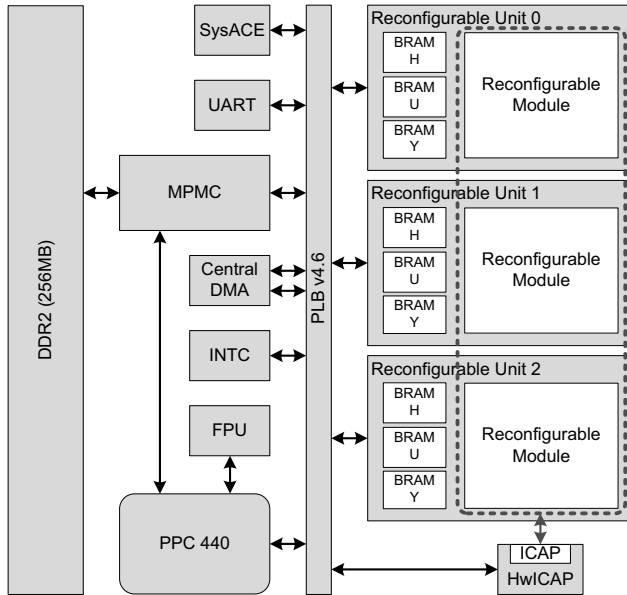 SysACE
UART
MPMC
Central
DMA
INTC
FPU
PPC 440
DDR2 (256MB)
PLB v4.6
Reconfigurable Unit 0
BRAM
H
BRAM
U
BRAM
Y
Reconfigurable
Module
Reconfigurable Unit 1
BRAM
H
BRAM
U
BRAM
Y
Reconfigurable
Module
Reconfigurable Unit 2
BRAM
H
BRAM
U
BRAM
Y
Reconfigurable
Module
ICAP
HwICAP